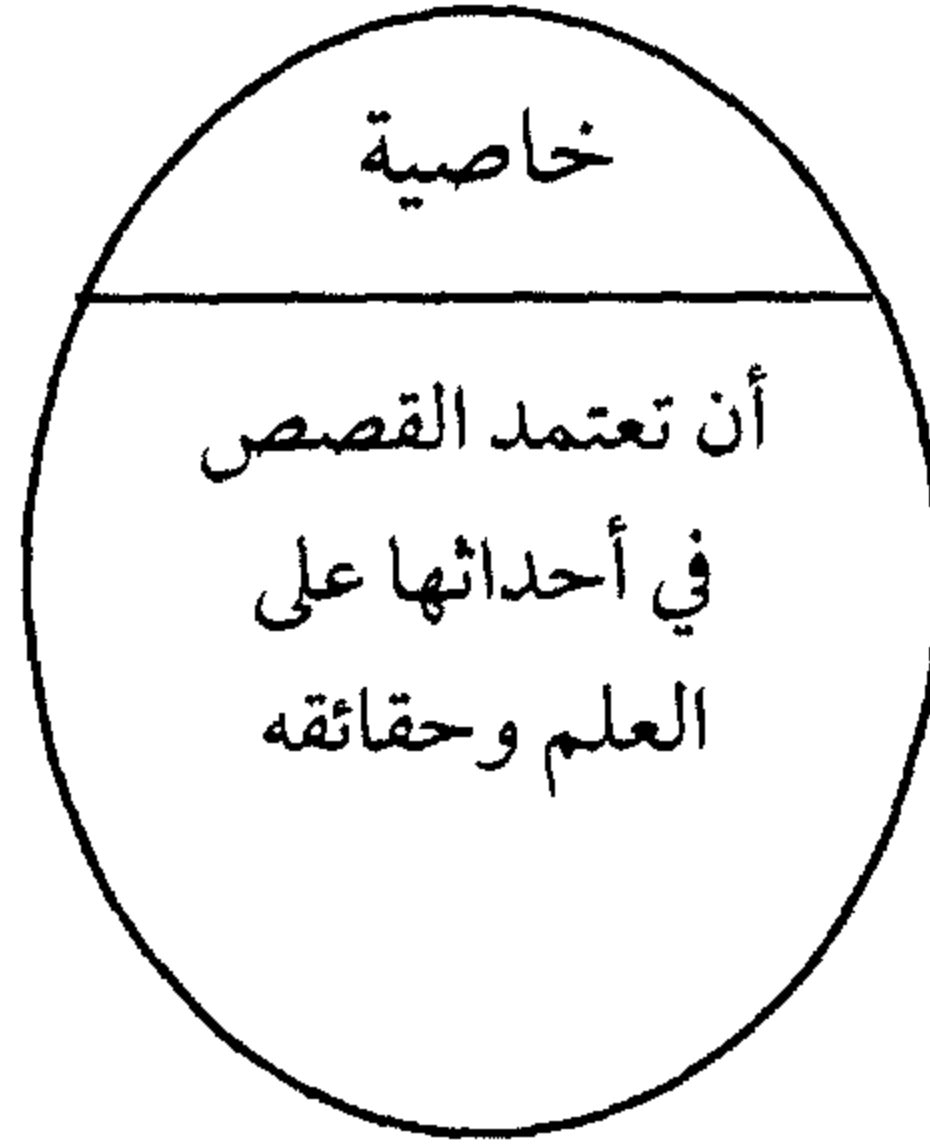 خاصية
أن تعتمد القصص
في أحداثها على
العلم وحقائقه